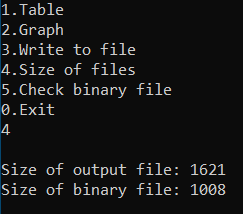 1.Table
2.Graph
3.Write to file
4.Size of files
5.Check binary file
0.Exit
4
Size of output file: 1621
Size of binary file: 1008